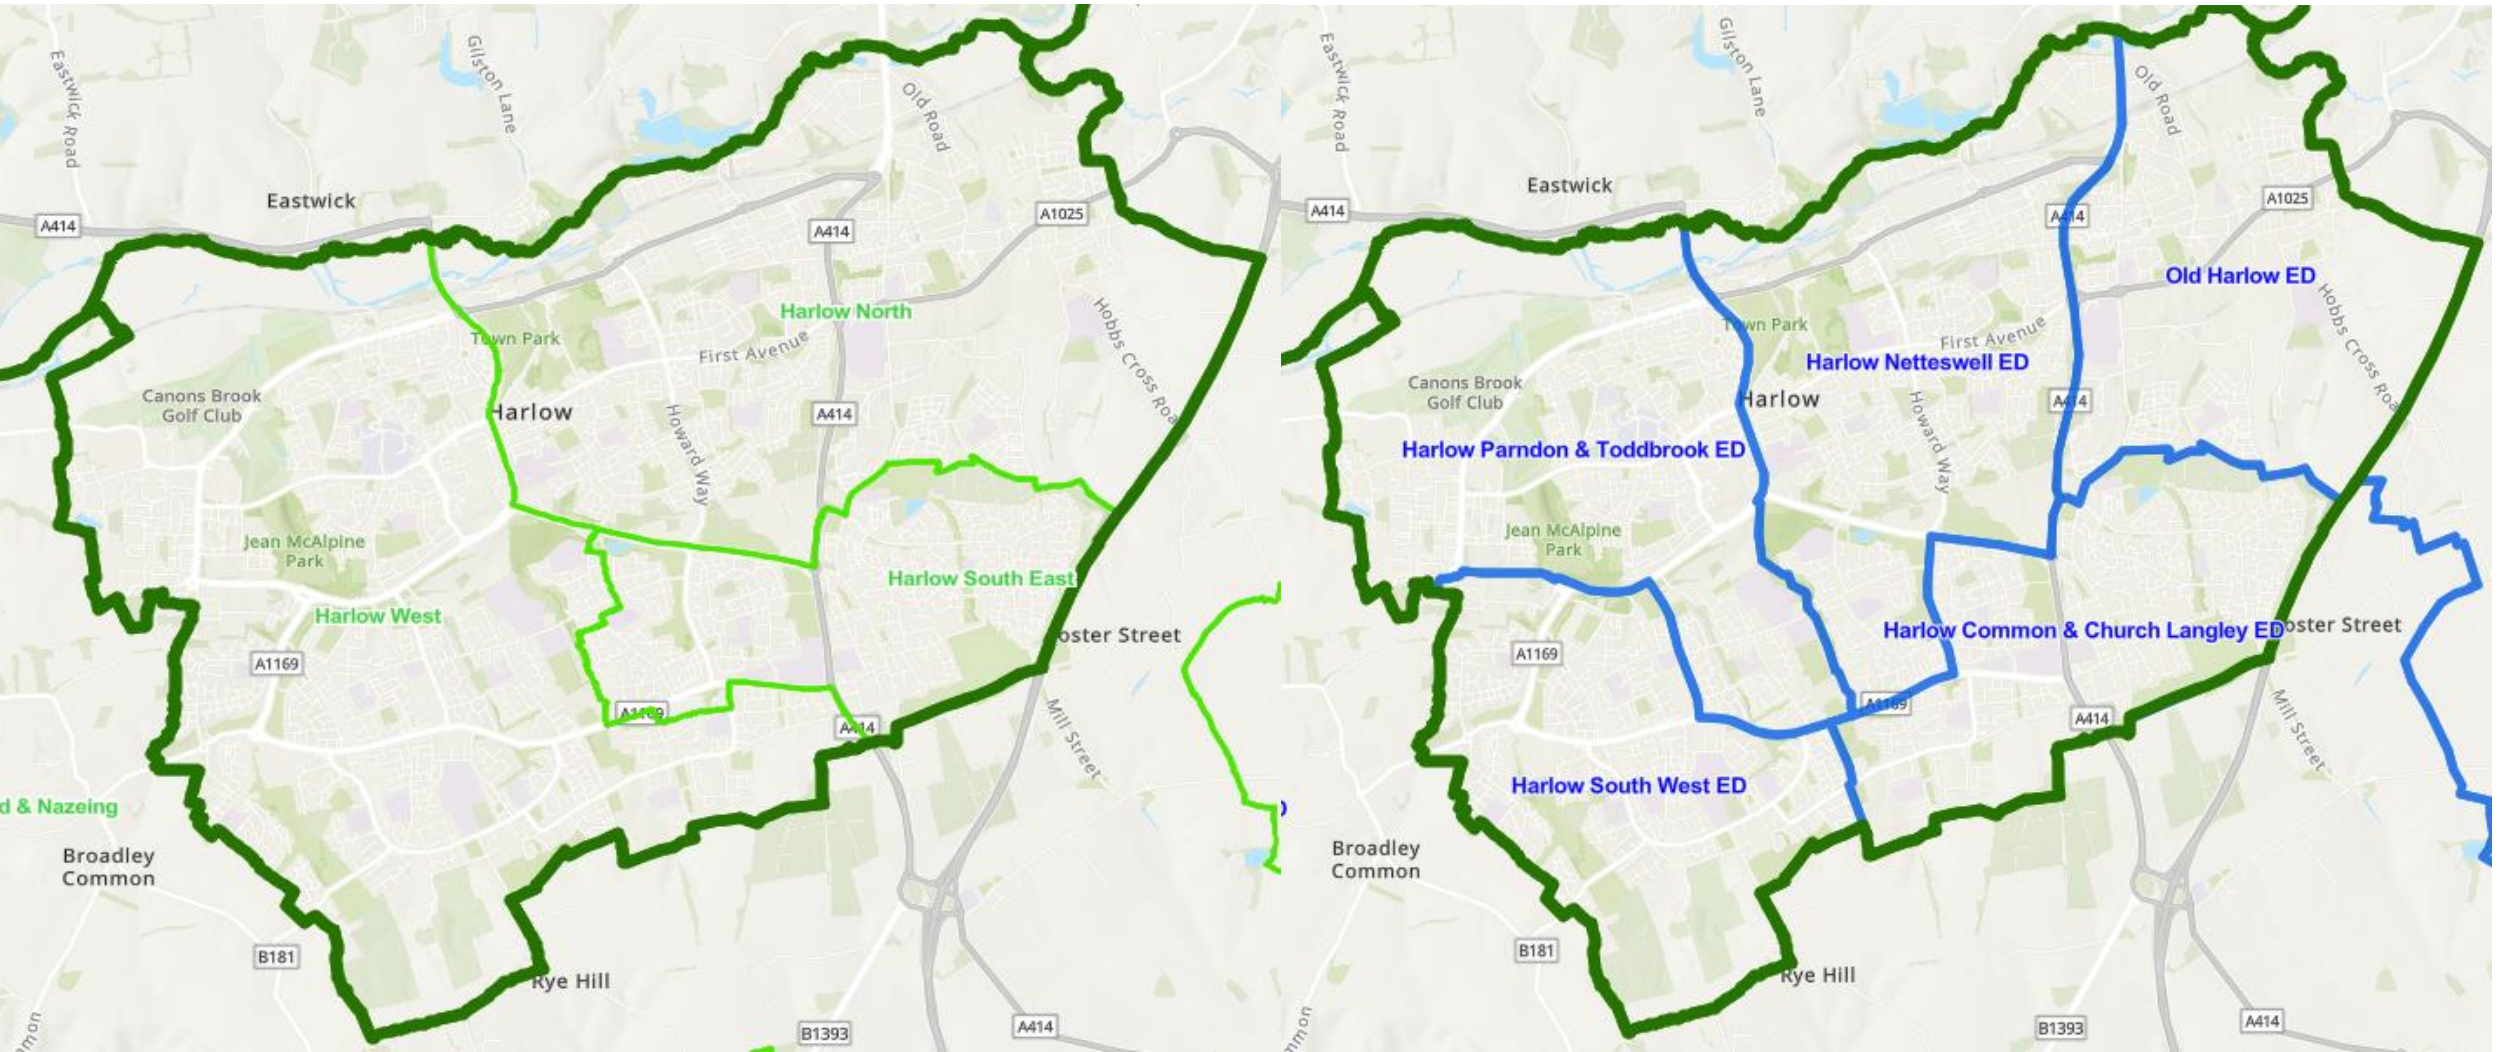 Eastwick Road
Gilston Lane
Old Road
Eastwick
A414
A414
A1025
Harlow North
Town Park
First Avenue
Hobbs Cross Roa
Canons Brook
Golf Club
Harlow
Howard Way
A414
Jean McAlpine
Park
Harlow South East
Harlow West
oster Street
A1169
A1169
A414
Mill Street
d & Nazeing
Broadley
Common
B181
Rye Hill
B1393
A414
mmon
Eastwick Road
Gilston Lane
Old Road
Eastwick
A414
A414
A1025
Old Harlow ED
Town Park
First Avenue
Hobbs Cross Roa
Harlow Netteswell ED
Canons Brook
Golf Club
Harlow
Howard Way
A414
Harlow Parndon & Toddbrook ED
Jean McAlpine
Park
Harlow Common & Church Langley ED
oster Street
A1169
A1169
A414
Mill Street
Harlow South West ED
Broadley
Common
B181
Rye Hill
B1393
A414
mmon